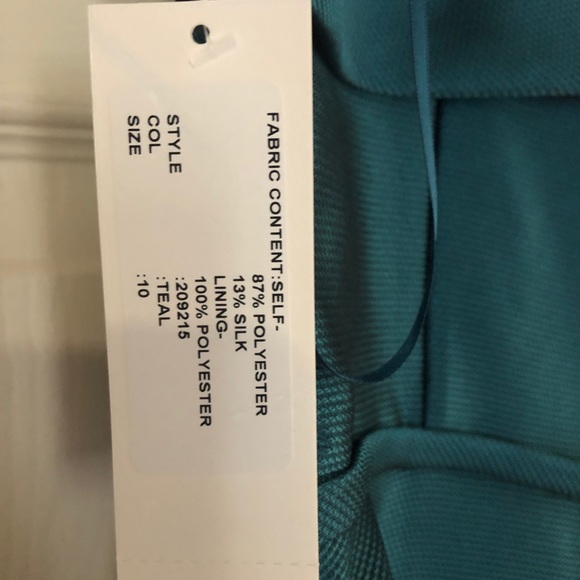 FABRIC CONTENT:SELF-
87% POLYESTER
13% SILK
LINING-
100% POLYESTER
STYLE :209215
COL :TEAL
SIZE :10